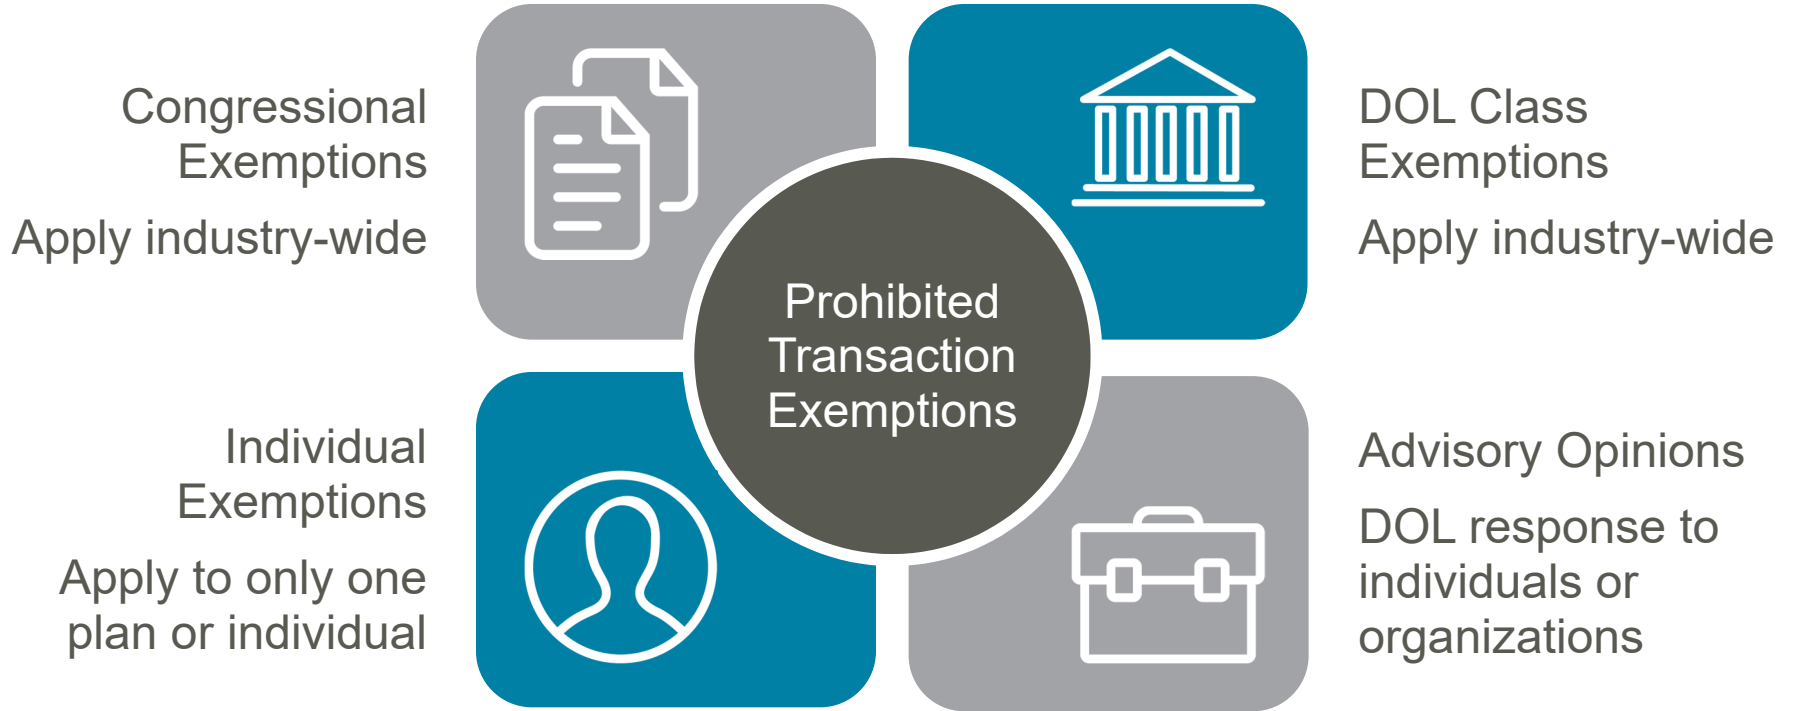 Congressional
Exemptions
Apply industry-wide
DOL Class
Exemptions
Apply industry-wide
Prohibited
Transaction
Exemptions
Individual
Exemptions
Apply to only one
plan or individual
Advisory Opinions
DOL response to
individuals or
organizations